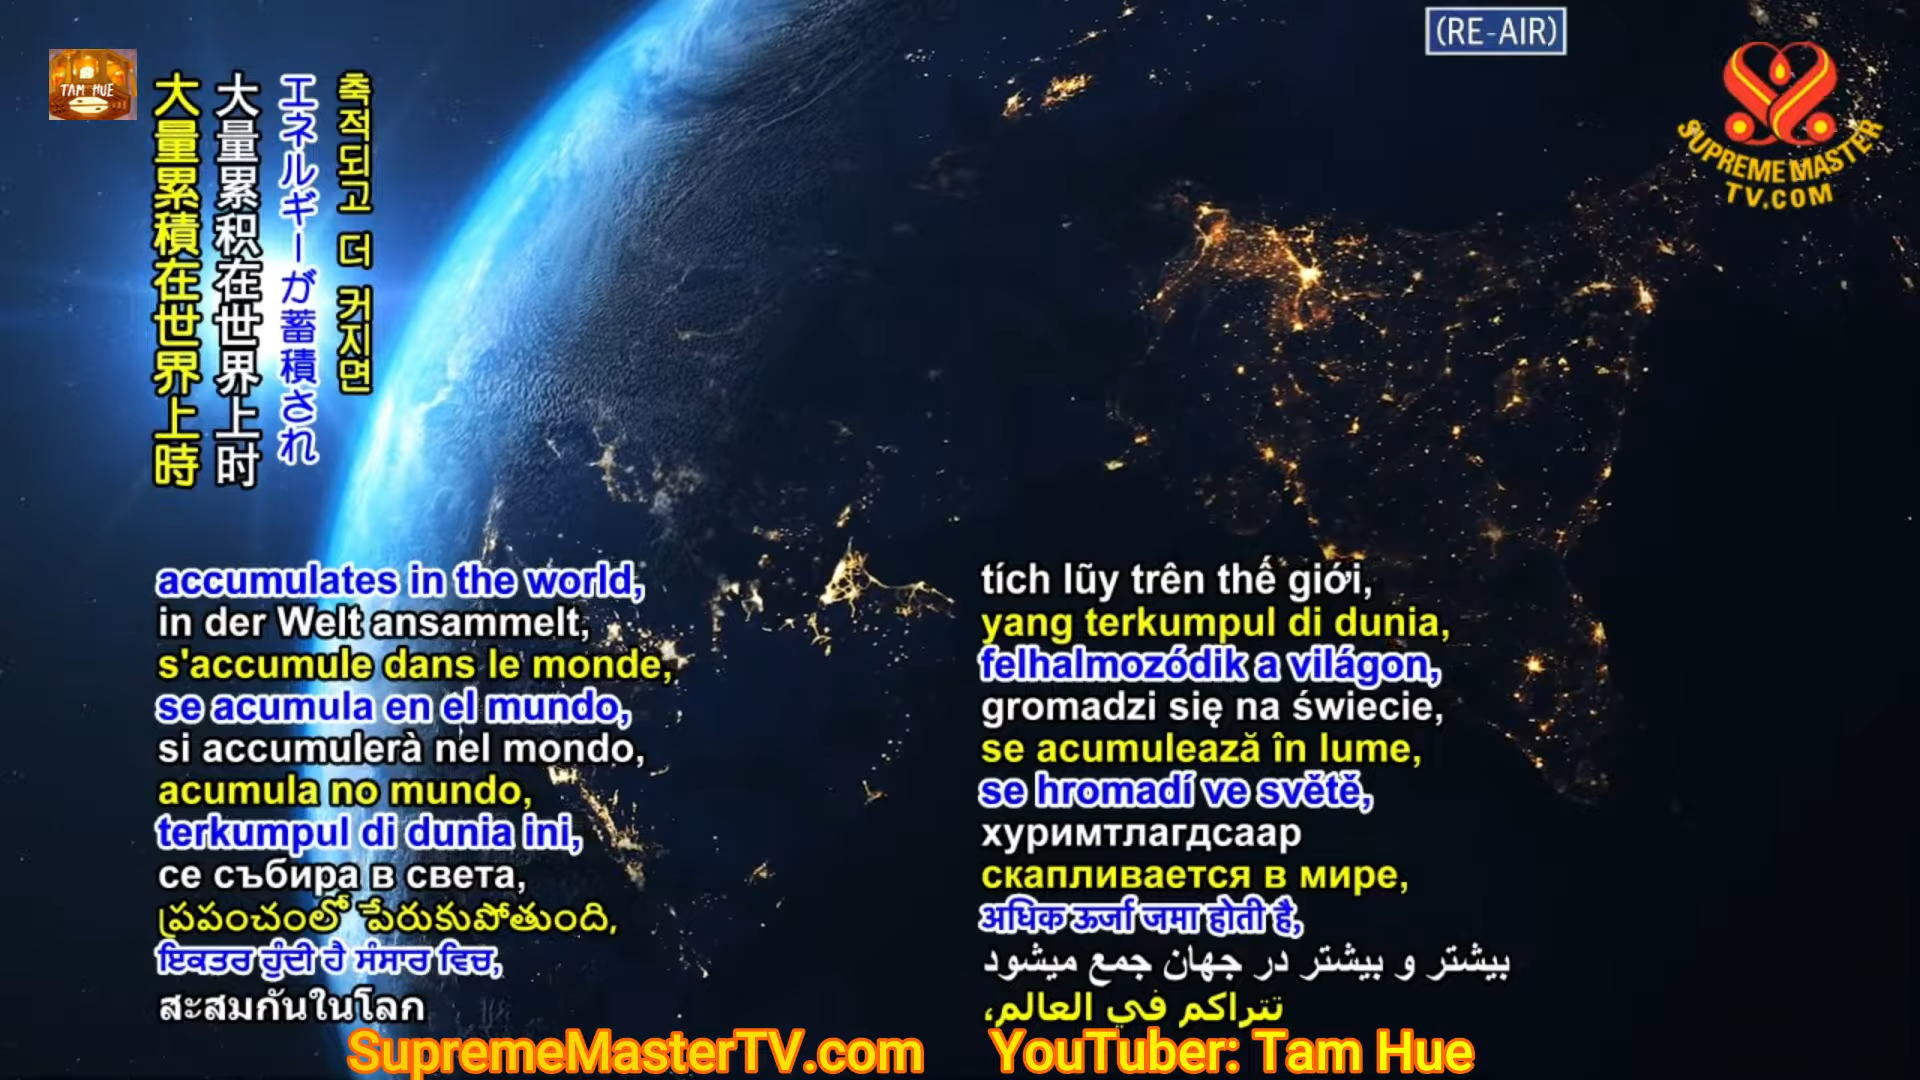 (RE-AIR)
TAM HUE
SUPREME MASTER
TV.COM
大量累積在世界上時
大量累积在世界上时
エネルギーが蓄積され
축적되고 더 커지면
accumulates in the world,
in der Welt ansammelt,
s'accumule dans le monde,
se acumula en el mundo,
si accumulerà nel mondo,
acumula no mundo,
terkumpul di dunia ini,
се събира в света,
ప్రపంచంలో పేరుకుపోతుంది,
ਇਕਤਰ ਹੁੰਦੀ ਹੈ ਸੰਸਾਰ ਵਿਚ,
สะสมกันในโลก
tích lũy trên thế giới,
yang terkumpul di dunia,
felhalmozódik a világon,
gromadzi się na świecie,
se acumulează în lume,
se hromadí ve světě,
хуримтлагдсаар
скапливается в мире,
अधिक ऊर्जा जमा होती है,
بیشتر و بیشتر در جهان جمع میشود
تتراكم في العالم،
SupremeMasterTV.com
YouTuber: Tam Hue